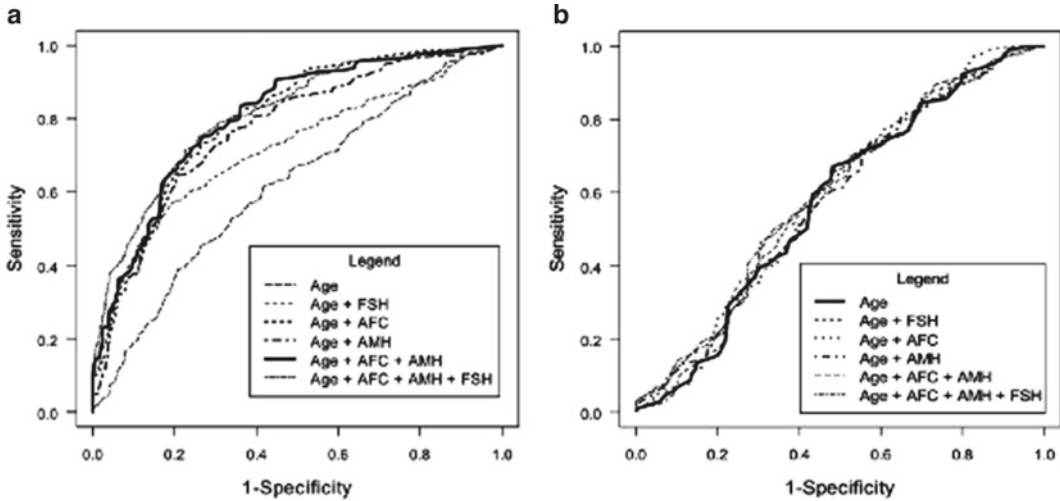 a
Sensitivity
1.0
0.8
0.6
0.4
0.2
0.0
Legend
Age
Age + FSH
Age + AFC
Age + AMH
Age + AFC + AMH
Age + AFC + AMH + FSH
0.0 0.2 0.4 0.6 0.8 1.0
1-Specificity
b
Sensitivity
1.0
0.8
0.6
0.4
0.2
0.0
Legend
Age
Age + FSH
Age + AFC
Age + AMH
Age + AFC + AMH
Age + AFC + AMH + FSH
0.0 0.2 0.4 0.6 0.8 1.0
1-Specificity